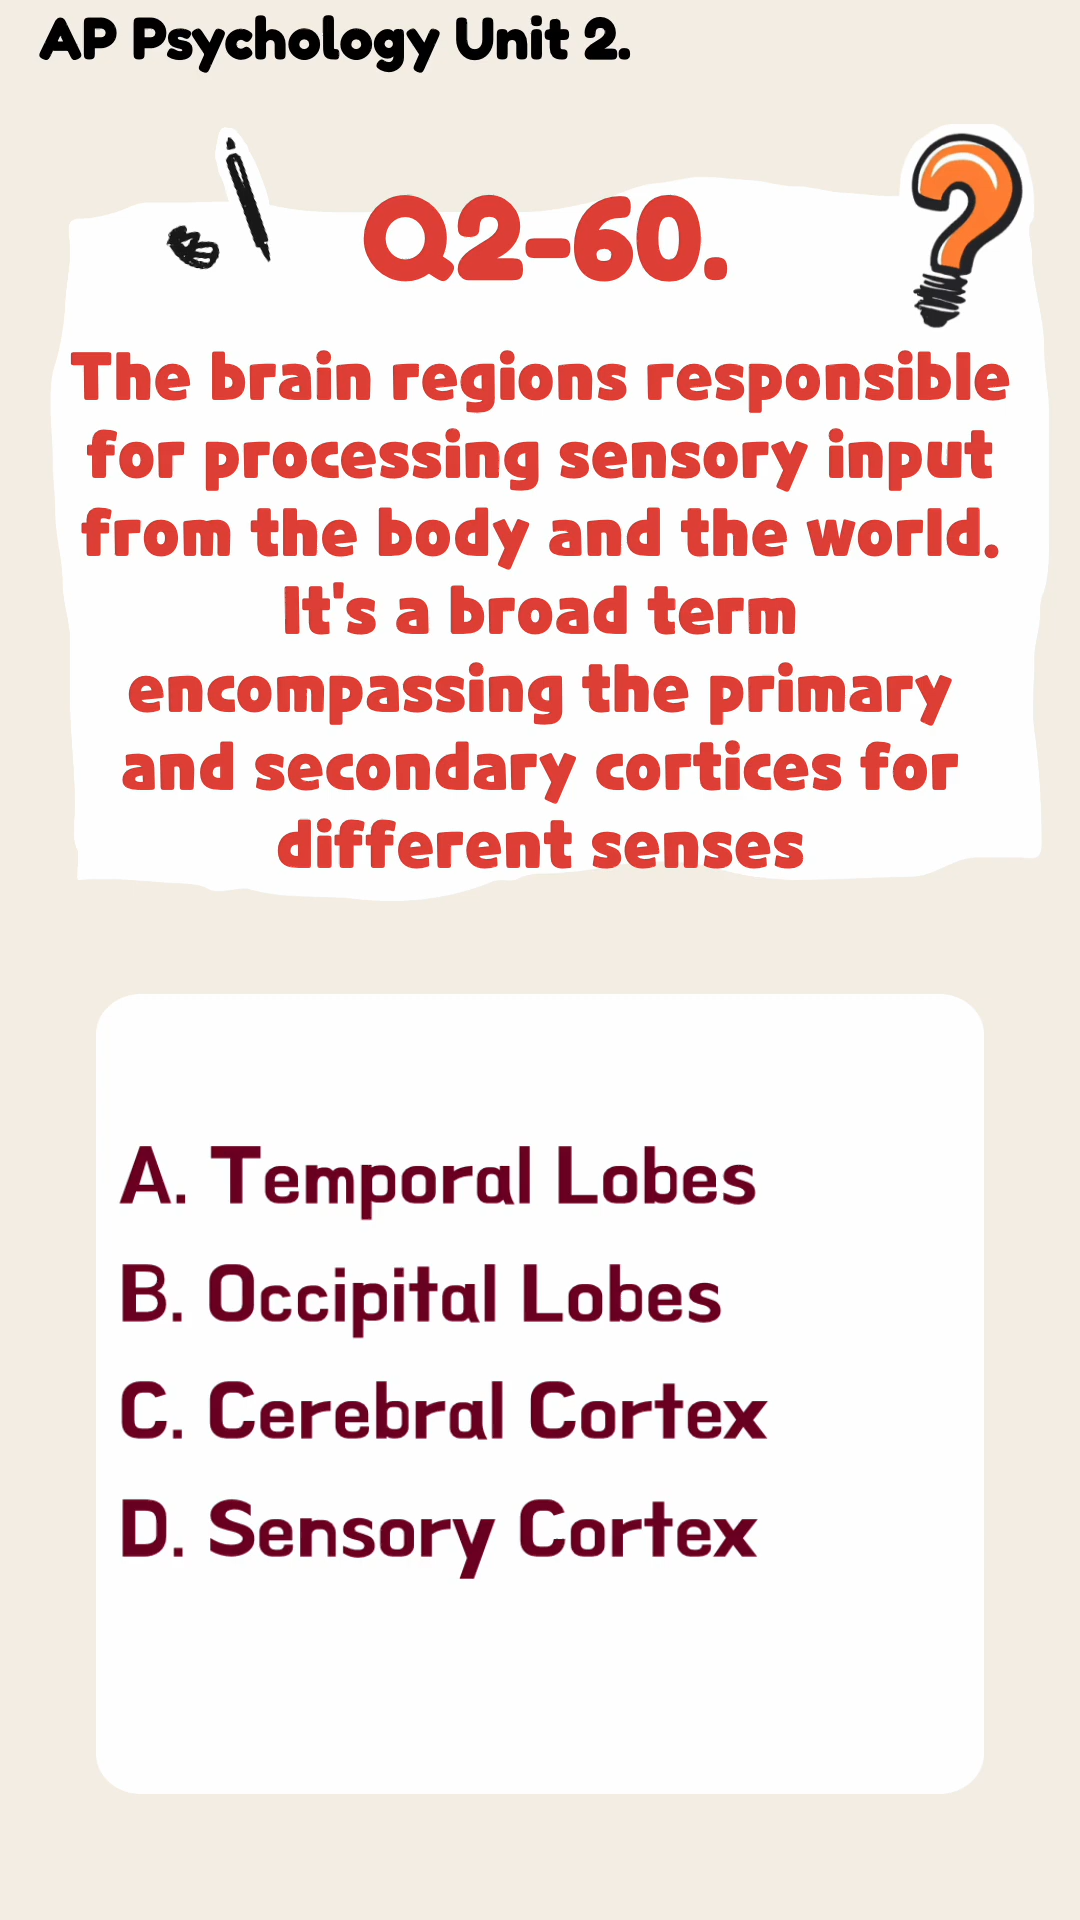 AP Psychology Unit 2.
Q2-60.
The brain regions responsible
for processing sensory input
from the body and the world.
It's a broad term
encompassing the primary
and secondary cortices for
different senses
A. Temporal Lobes
B. Occipital Lobes
C. Cerebral Cortex
D. Sensory Cortex